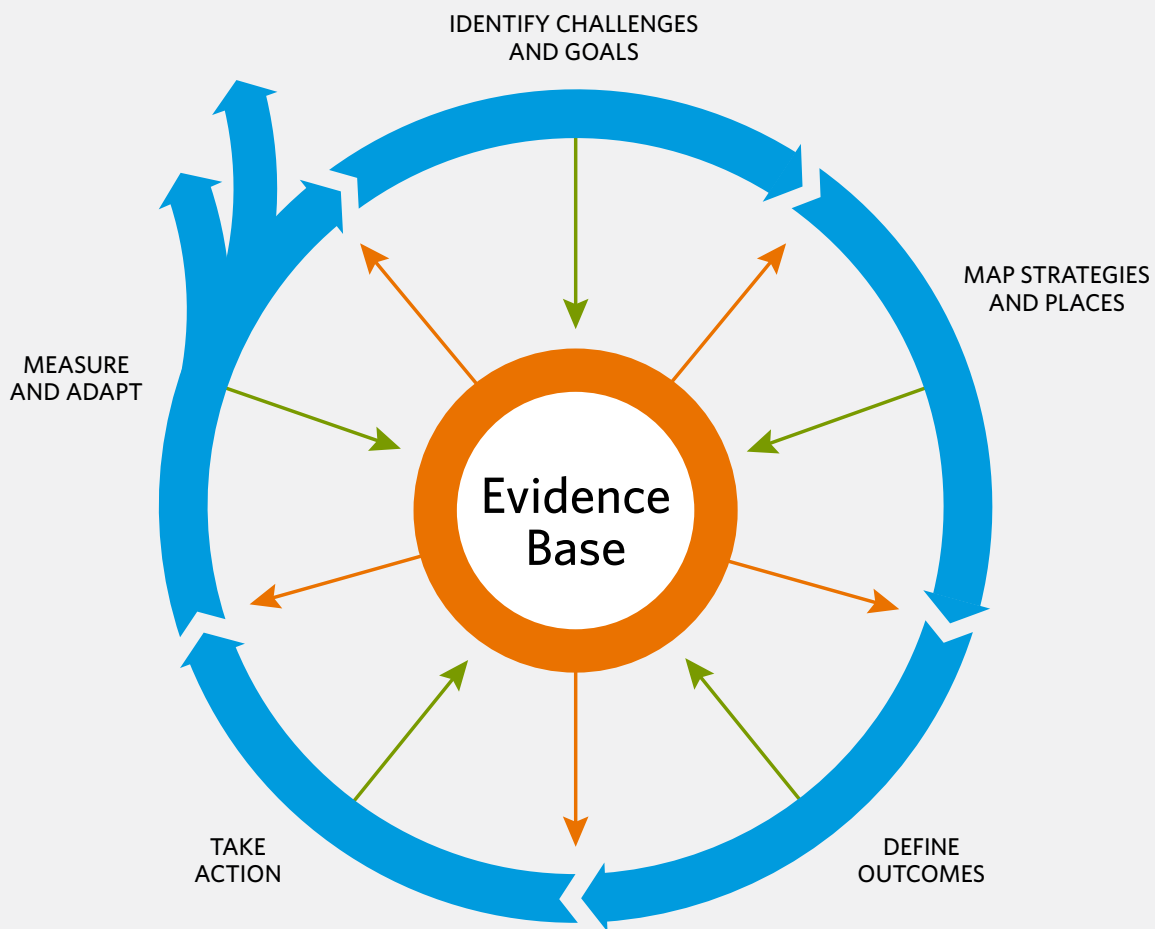 IDENTIFY CHALLENGES
AND GOALS
MAP STRATEGIES
AND PLACES
MEASURE
AND ADAPT
Evidence
Base
TAKE
ACTION
DEFINE
OUTCOMES